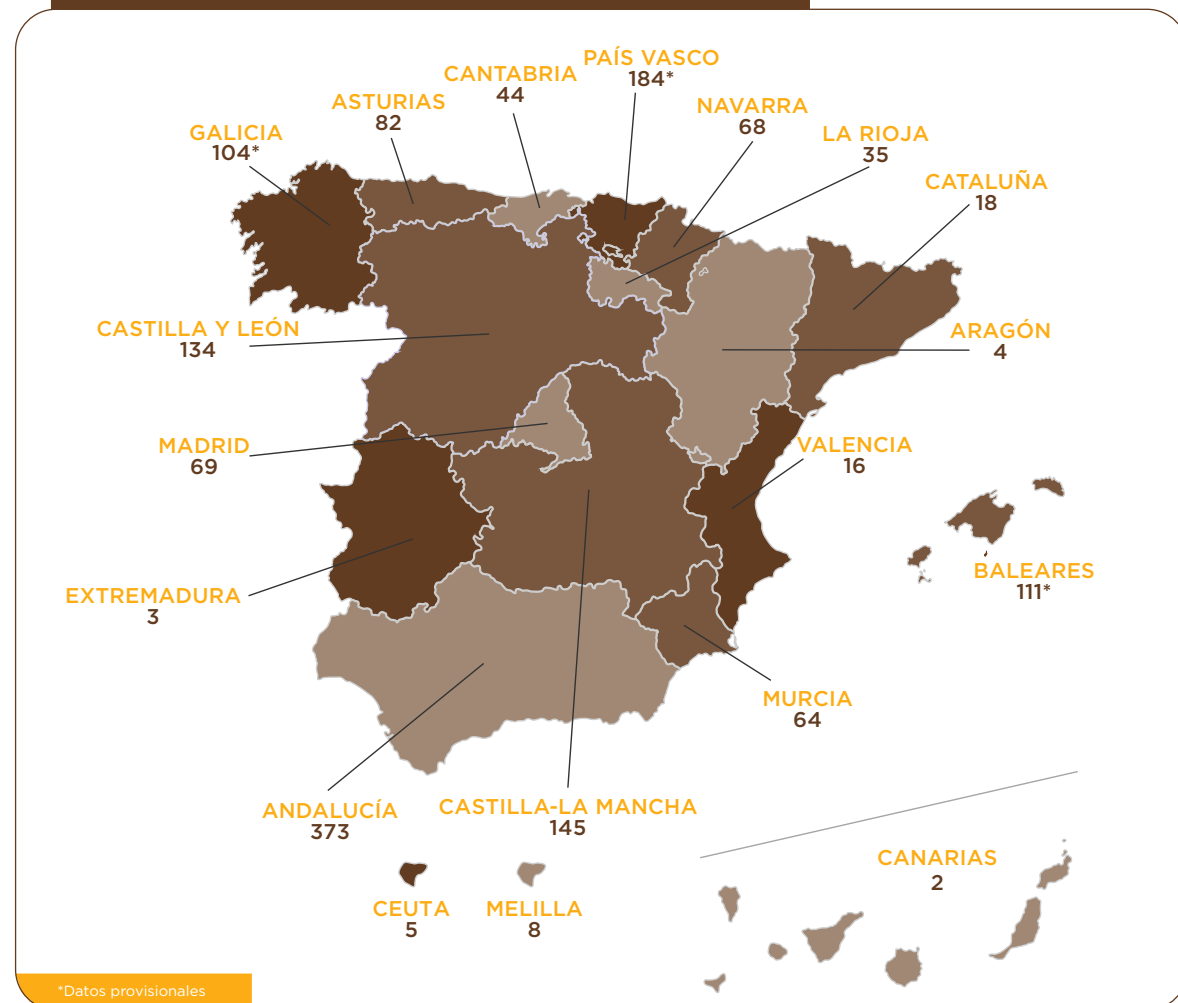 PAÍS VASCO
184*
CANTABRIA
44
ASTURIAS
82
NAVARRA
68
GALICIA
104*
LA RIOJA
35
CATALUÑA
18
CASTILLA Y LEÓN
134
ARAGÓN
4
MADRID
69
VALENCIA
16
BALEARES
111*
EXTREMADURA
3
MURCIA
64
ANDALUCÍA
373
CASTILLA-LA MANCHA
145
CANARIAS
2
CEUTA
5
MELILLA
8
*Datos provisionales